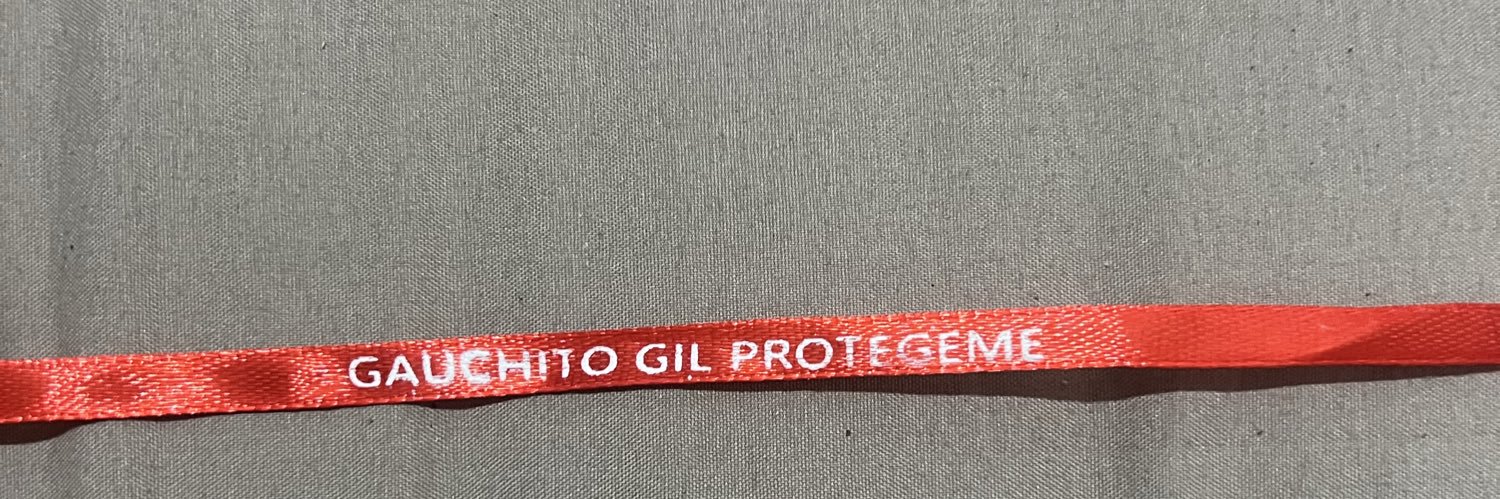 GAUCHITO GIL PROTEGEME